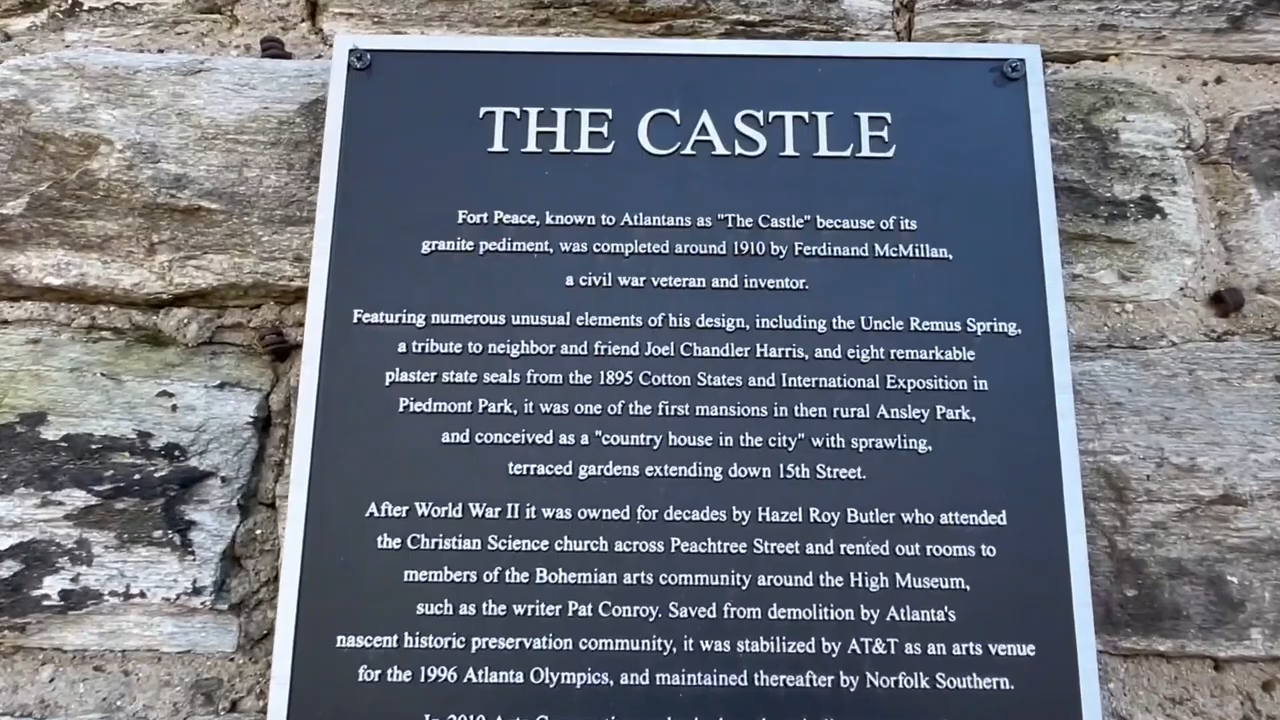 THE CASTLE
Fort Peace, known to Atlantans as "The Castle" because of its
granite pediment, was completed around 1910 by Ferdinand McMillan,
a civil war veteran and inventor.
Featuring numerous unusual elements of his design, including the Uncle Remus Spring,
a tribute to neighbor and friend Joel Chandler Harris, and eight remarkable
plaster state seals from the 1895 Cotton States and International Exposition in
Piedmont Park, it was one of the first mansions in then rural Ansley Park,
and conceived as a "country house in the city" with sprawling,
terraced gardens extending down 15th Street.
After World War II it was owned for decades by Hazel Roy Butler who attended
the Christian Science church across Peachtree Street and rented out rooms to
members of the Bohemian arts community around the High Museum,
such as the writer Pat Conroy. Saved from demolition by Atlanta's
nascent historic preservation community, it was stabilized by AT&T as an arts venue
for the 1996 Atlanta Olympics, and maintained thereafter by Norfolk Southern.